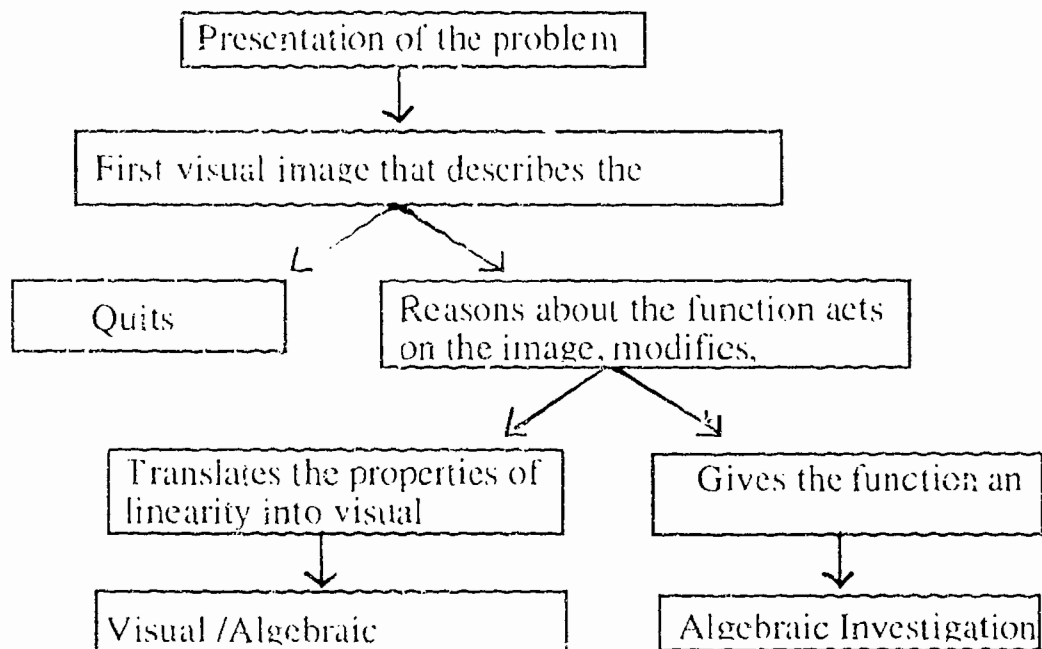 Presentation of the problem
First visual image that describes the
Quits
Reasons about the function acts
on the image, modifies,
Translates the properties of
linearity into visual
Gives the function an
Visual /Algebraic
Algebraic Investigation